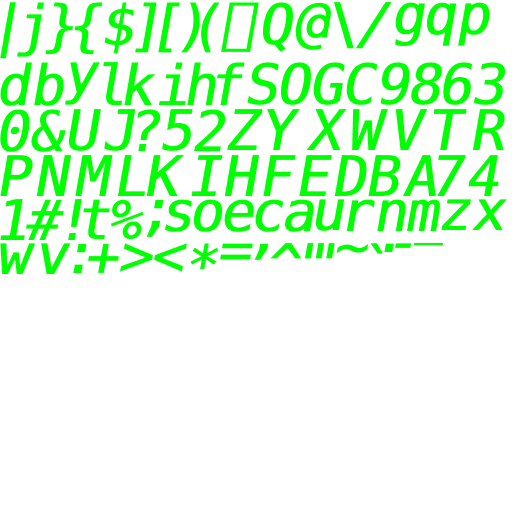 |j}{$][)(▯Q@\/gqp
dbylkihfSOGC9863
0&UJ?52ZYXWVTR
PNMLKIHFEDBA74
1#!t%;soecaurnmzx
wv:+><*=,^"'~`.-_